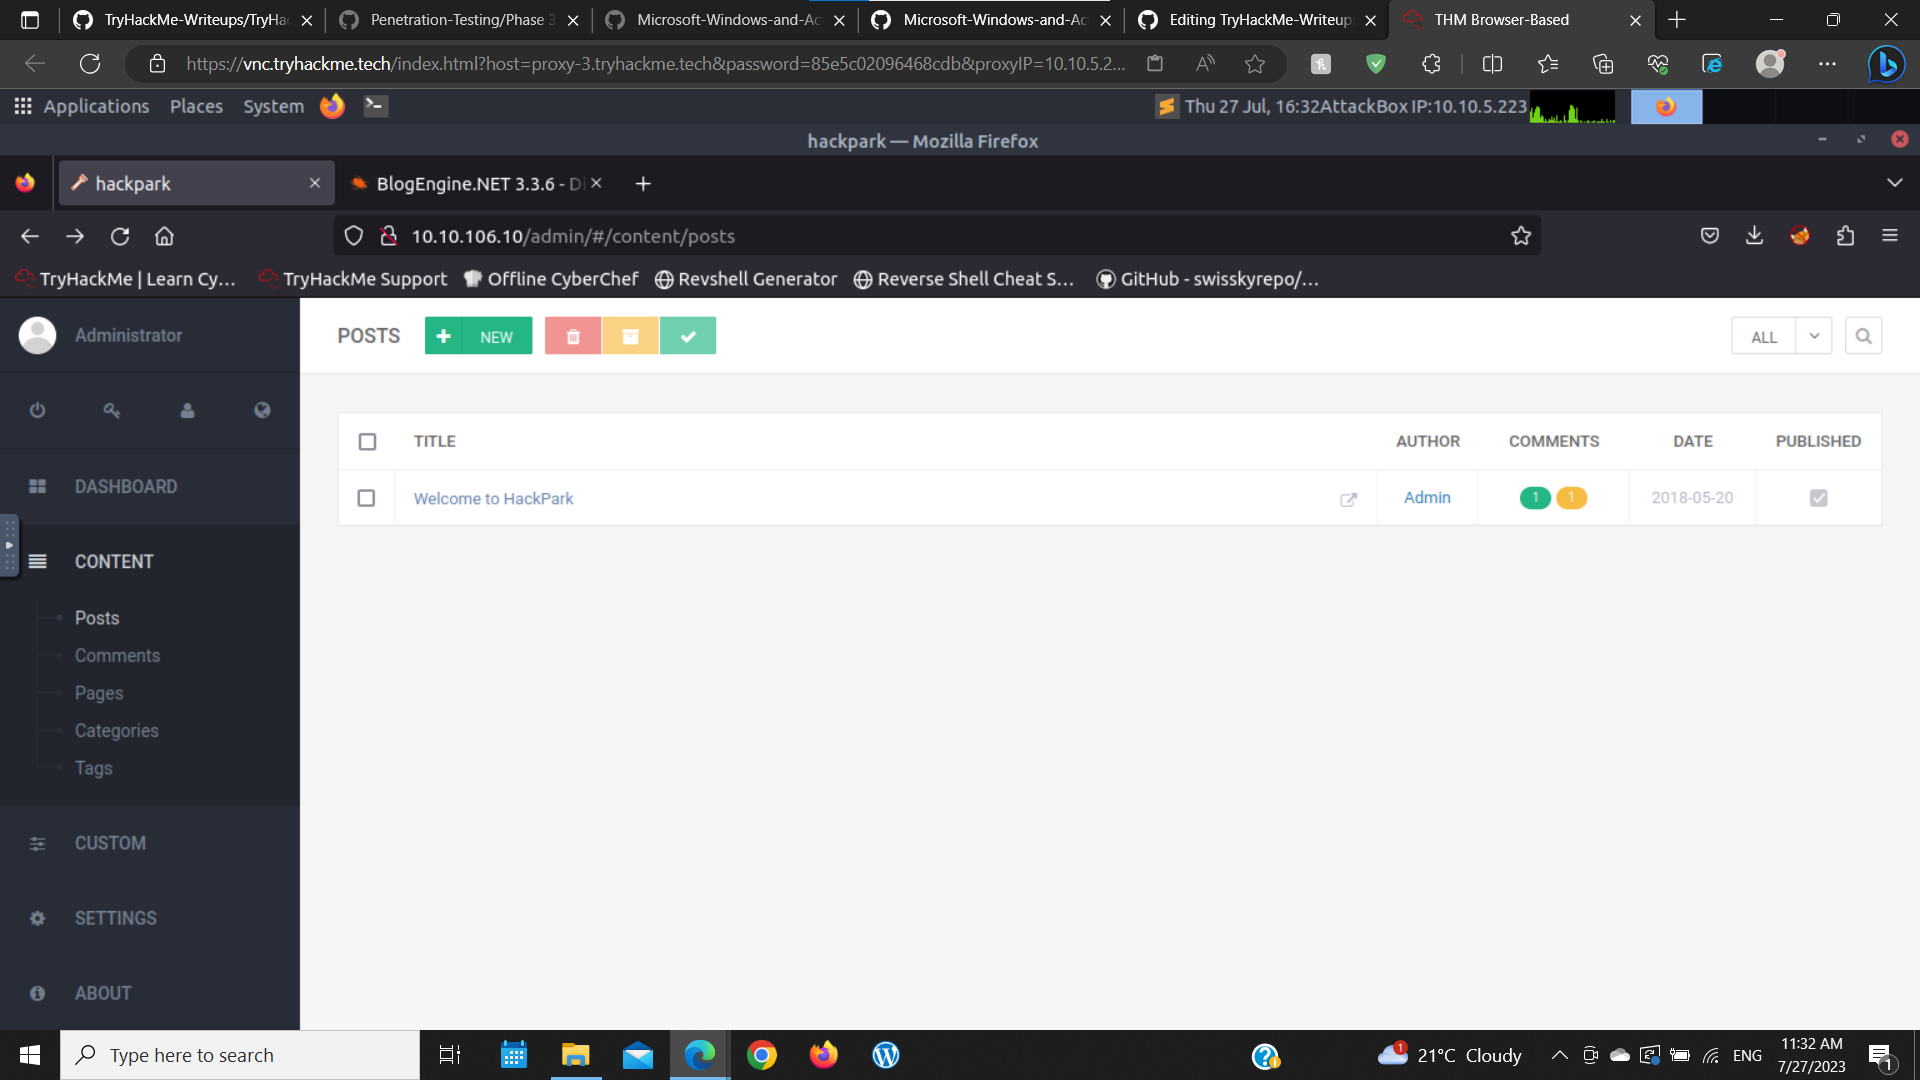 TryHackMe-Writeups/TryHa
Penetration-Testing/Phase 3
Microsoft-Windows-and-Ac
Microsoft-Windows-and-Ac
Editing TryHackMe-Writeup
THM Browser-Based
https://vnc.tryhackme.tech/index.html?host=proxy-3.tryhackme.tech&password=85e5c02096468cdb&proxyIP=10.10.5.2...
Applications Places System
Thu 27 Jul, 16:32 AttackBox IP:10.10.5.223
hackpark — Mozilla Firefox
hackpark
BlogEngine.NET 3.3.6 - Di
10.10.106.10/admin/#/content/posts
TryHackMe | Learn Cy... TryHackMe Support Offline CyberChef Revshell Generator Reverse Shell Cheat S... GitHub - swisskyrepo/...
Administrator
POSTS + NEW ALL
TITLE AUTHOR COMMENTS DATE PUBLISHED
Welcome to HackPark Admin 1 1 2018-05-20
DASHBOARD
CONTENT
Posts
Comments
Pages
Categories
Tags
CUSTOM
SETTINGS
ABOUT
Type here to search
1
21°C Cloudy
ENG
11:32 AM
7/27/2023
1